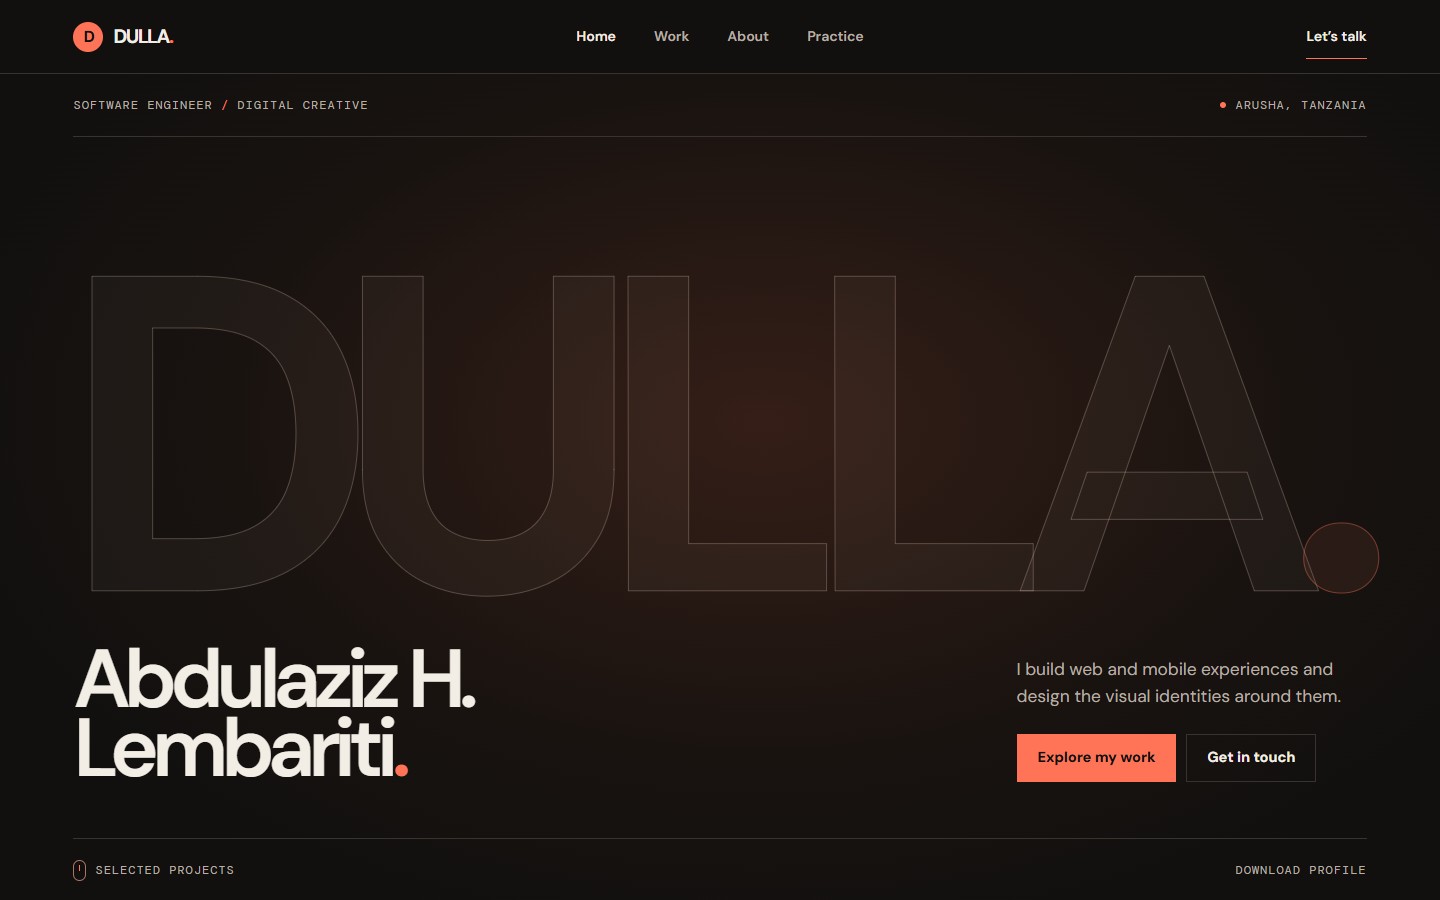 D DULLA.
Home Work About Practice
Let’s talk
SOFTWARE ENGINEER / DIGITAL CREATIVE
ARUSHA, TANZANIA
DULLA.
Abdulaziz H.
Lembariti.
I build web and mobile experiences and
design the visual identities around them.
Explore my work
Get in touch
SELECTED PROJECTS
DOWNLOAD PROFILE